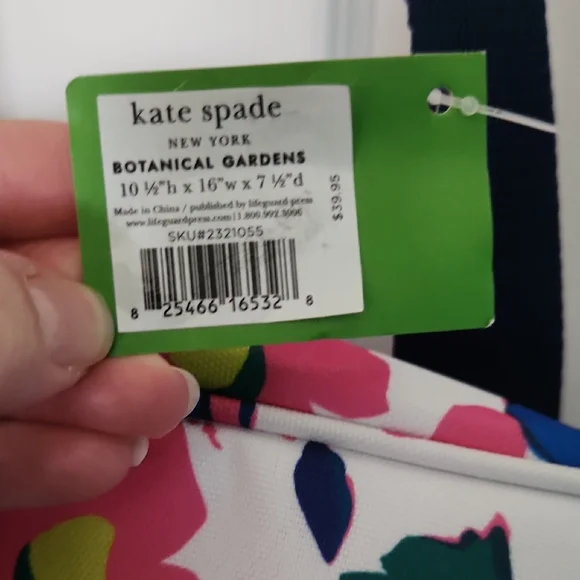 kate spade
NEW YORK
BOTANICAL GARDENS
10 ½"h x 16"w x 7 ½"d
Made in China / published by lifeguard press
www.lifeguardpress.com | 1.800.992.3006
SKU#2321055
8 25466 16532 8
$39.95